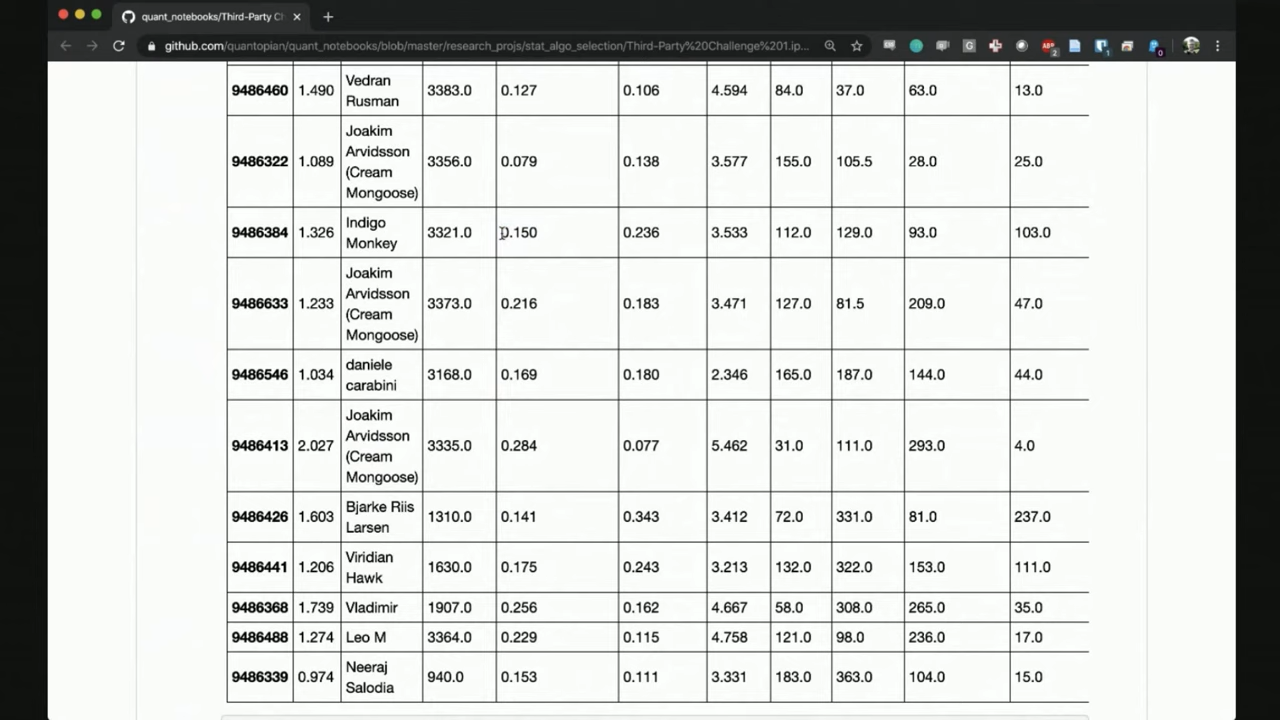 quant_notebooks/Third-Party Ch
github.com/quantopian/quant_notebooks/blob/master/research_projs/stat_algo_selection/Third-Party%20Challenge%201.ip...
9486460 1.490 Vedran Rusman 3383.0 0.127 0.106 4.594 84.0 37.0 63.0 13.0
9486322 1.089 Joakim Arvidsson (Cream Mongoose) 3356.0 0.079 0.138 3.577 155.0 105.5 28.0 25.0
9486384 1.326 Indigo Monkey 3321.0 0.150 0.236 3.533 112.0 129.0 93.0 103.0
9486633 1.233 Joakim Arvidsson (Cream Mongoose) 3373.0 0.216 0.183 3.471 127.0 81.5 209.0 47.0
9486546 1.034 daniele carabini 3168.0 0.169 0.180 2.346 165.0 187.0 144.0 44.0
9486413 2.027 Joakim Arvidsson (Cream Mongoose) 3335.0 0.284 0.077 5.462 31.0 111.0 293.0 4.0
9486426 1.603 Bjarke Riis Larsen 1310.0 0.141 0.343 3.412 72.0 331.0 81.0 237.0
9486441 1.206 Viridian Hawk 1630.0 0.175 0.243 3.213 132.0 322.0 153.0 111.0
9486368 1.739 Vladimir 1907.0 0.256 0.162 4.667 58.0 308.0 265.0 35.0
9486488 1.274 Leo M 3364.0 0.229 0.115 4.758 121.0 98.0 236.0 17.0
9486339 0.974 Neeraj Salodia 940.0 0.153 0.111 3.331 183.0 363.0 104.0 15.0